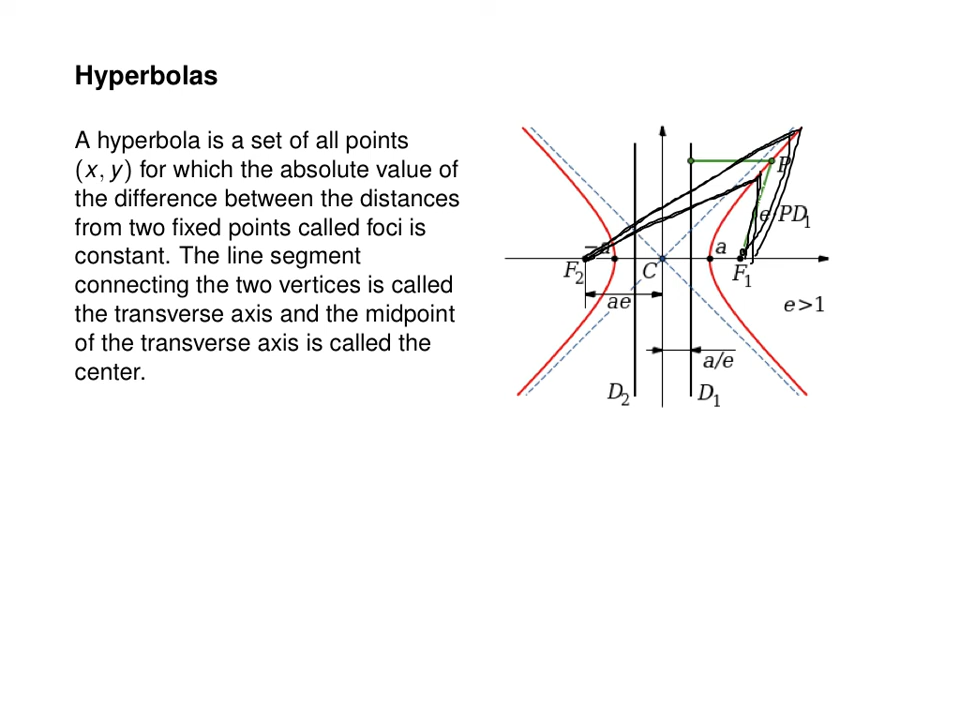 Hyperbolas
A hyperbola is a set of all points
(x, y) for which the absolute value of
the difference between the distances
from two fixed points called foci is
constant. The line segment
connecting the two vertices is called
the transverse axis and the midpoint
of the transverse axis is called the
center.
P
e PD₁
−a
a
F₂
C
F₁
ae
e>1
a/e
D₂
D₁